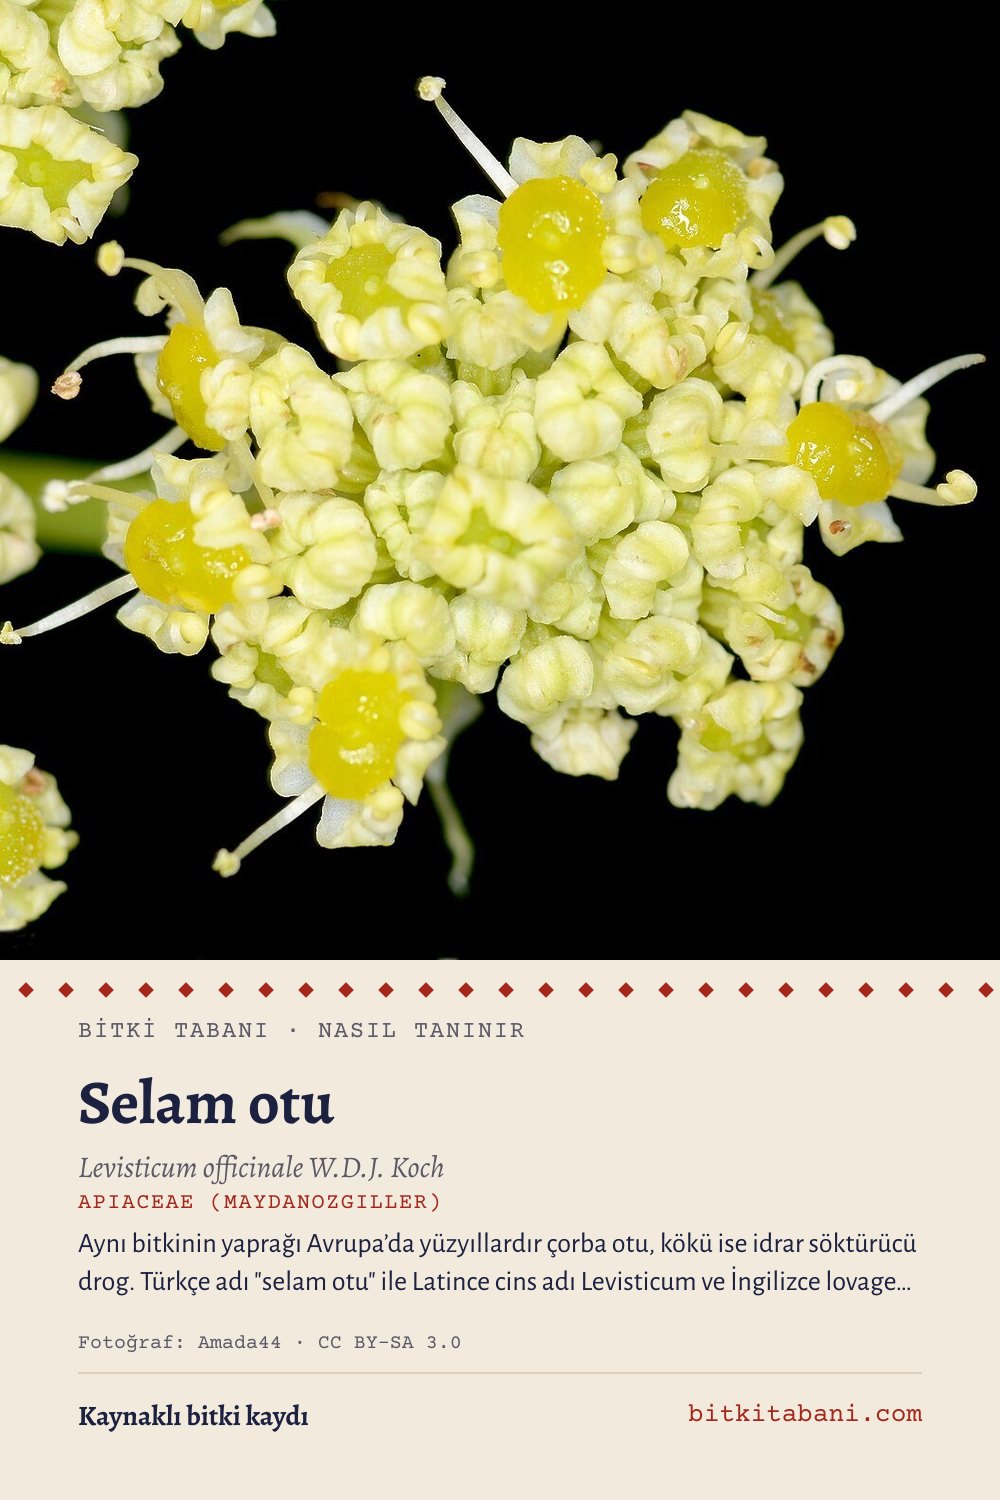 BİTKİ TABANI · NASIL TANINIR
Selam otu
Levisticum officinale W.D.J. Koch
APIACEAE (MAYDANOZGILLER)
Aynı bitkinin yaprağı Avrupa’da yüzyıllardır çorba otu, kökü ise idrar söktürücü
drog. Türkçe adı "selam otu" ile Latince cins adı Levisticum ve İngilizce lovage…
Fotoğraf: Amada44 · CC BY-SA 3.0
Kaynaklı bitki kaydı
bitkitabani.com